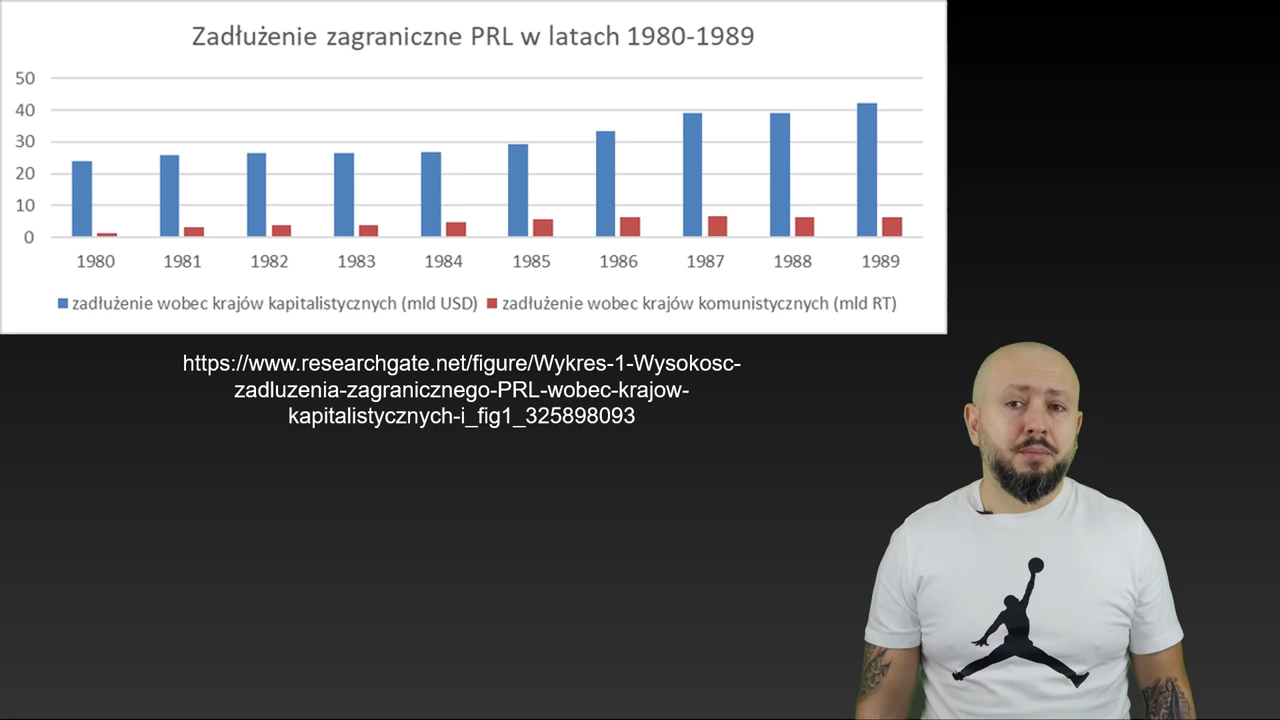 Zadłużenie zagraniczne PRL w latach 1980-1989
50
40
30
20
10
0
1980 1981 1982 1983 1984 1985 1986 1987 1988 1989
zadłużenie wobec krajów kapitalistycznych (mld USD) zadłużenie wobec krajów komunistycznych (mld RT)
https://www.researchgate.net/figure/Wykres-1-Wysokosc-
zadluzenia-zagranicznego-PRL-wobec-krajow-
kapitalistycznych-i_fig1_325898093